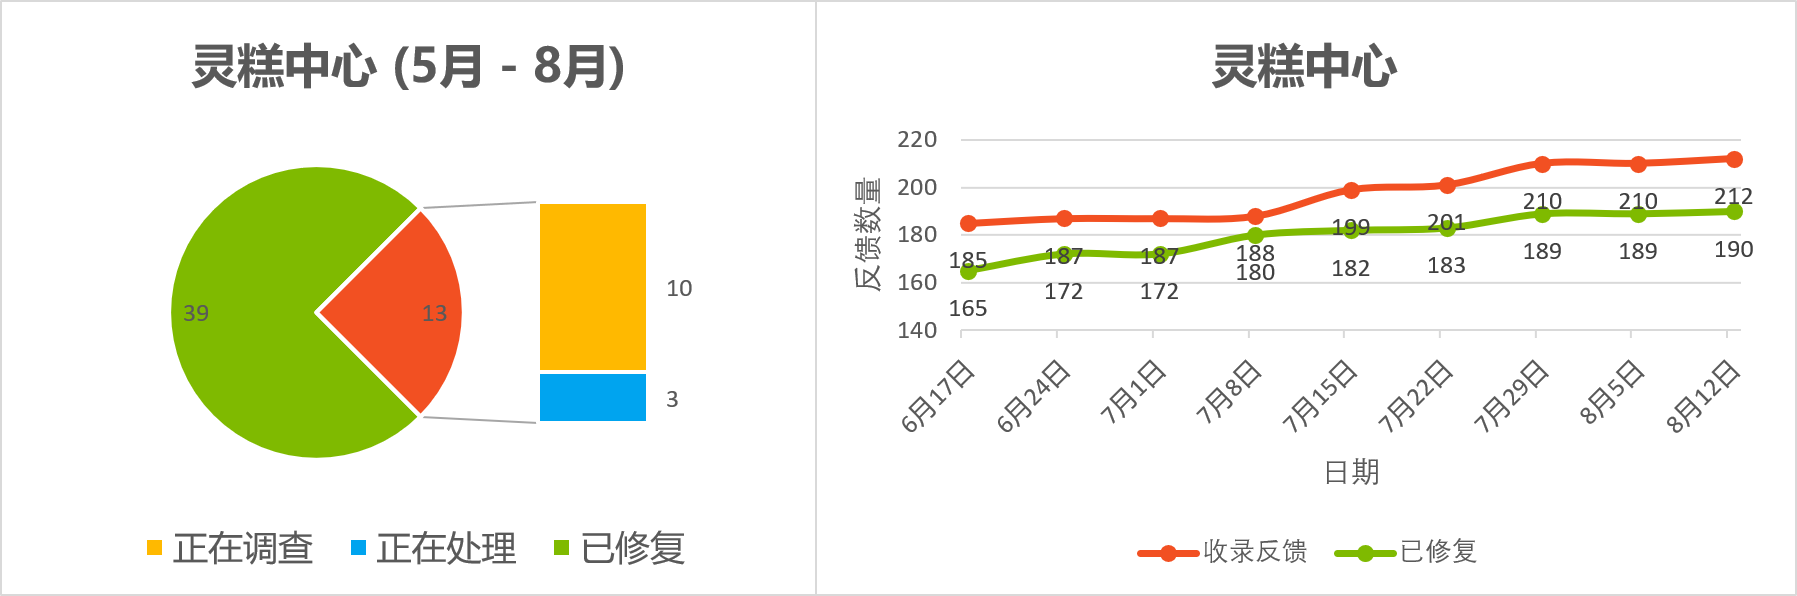 灵糕中心 (5月 - 8月)
39
13
10
3
正在调查 正在处理 已修复
灵糕中心
反馈数量
220
200
180
160
140
185 187 187 188 199 201 210 210 212
165 172 172 180 182 183 189 189 190
6月17日 6月24日 7月1日 7月8日 7月15日 7月22日 7月29日 8月5日 8月12日
日期
收录反馈 已修复